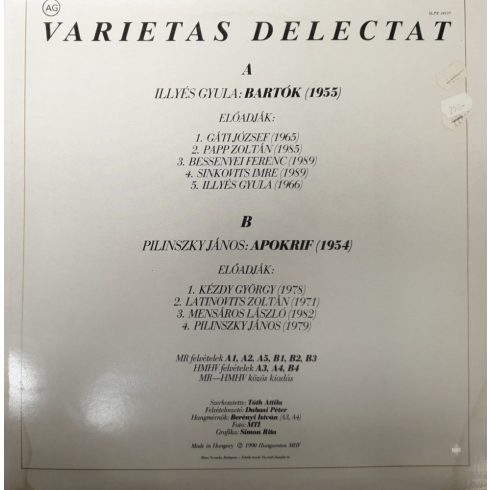 AG
VARIETAS DELECTAT
A
ILLYÉS GYULA: BARTÓK (1955)
ELŐADJÁK:
1. GÁTI JÓZSEF (1965)
2. PAPP ZOLTÁN (1985)
3. BESSENYEI FERENC (1989)
4. SINKOVITS IMRE (1989)
5. ILLYÉS GYULA (1966)
B
PILINSZKY JÁNOS: APOKRIF (1954)
ELŐADJÁK:
1. KÉZDY GYÖRGY (1978)
2. LATINOVITS ZOLTÁN (1971)
3. MENSÁROS LÁSZLÓ (1982)
4. PILINSZKY JÁNOS (1979)
MR felvételek A1, A2, A5, B1, B2, B3
HMHV felvételek A3, A4, B4
MR—HMHV közös kiadás
Szerkesztette: Tóth Attila
Felvételvezető: Dubasi Péter
Hangmérnök: Berényi István (A3, A4)
Fotó: MTI
Grafika: Simon Rita
Made in Hungary Ⓟ 1990 Hungaroton MHV